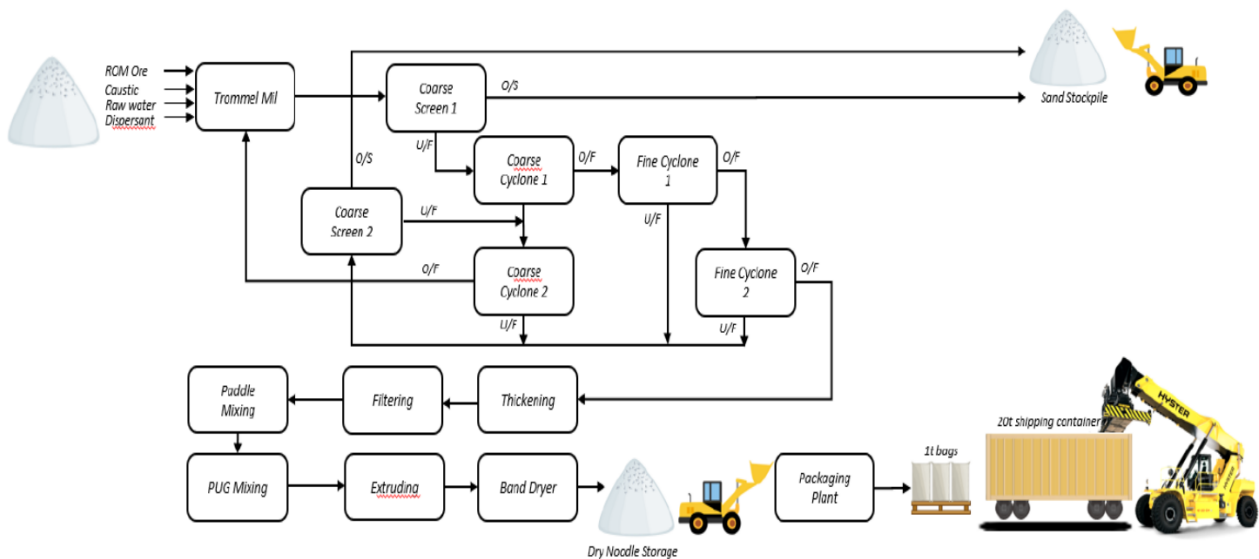 ROM Ore
Caustic
Raw water
Dispersant
Trommel Mil
Coarse
Screen 1
O/S
Sand Stockpile
U/F
O/S
Coarse
Cyclone 1
O/F
Fine Cyclone
1
O/F
Coarse
Screen 2
U/F
U/F
O/F
Coarse
Cyclone 2
Fine Cyclone
2
O/F
U/F
U/F
Paddle
Mixing
Filtering
Thickening
20t shipping container
HYSTER
PUG Mixing
Extruding
Band Dryer
Dry Noodle Storage
Packaging
Plant
1t bags